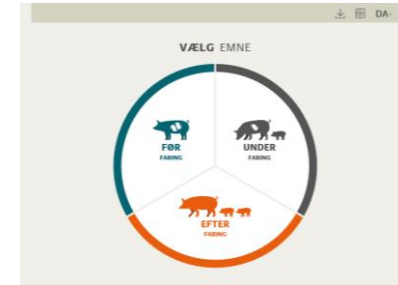 DA
VÆLG EMNE
FØR
FARING
UNDER
FARING
EFTER
FARING